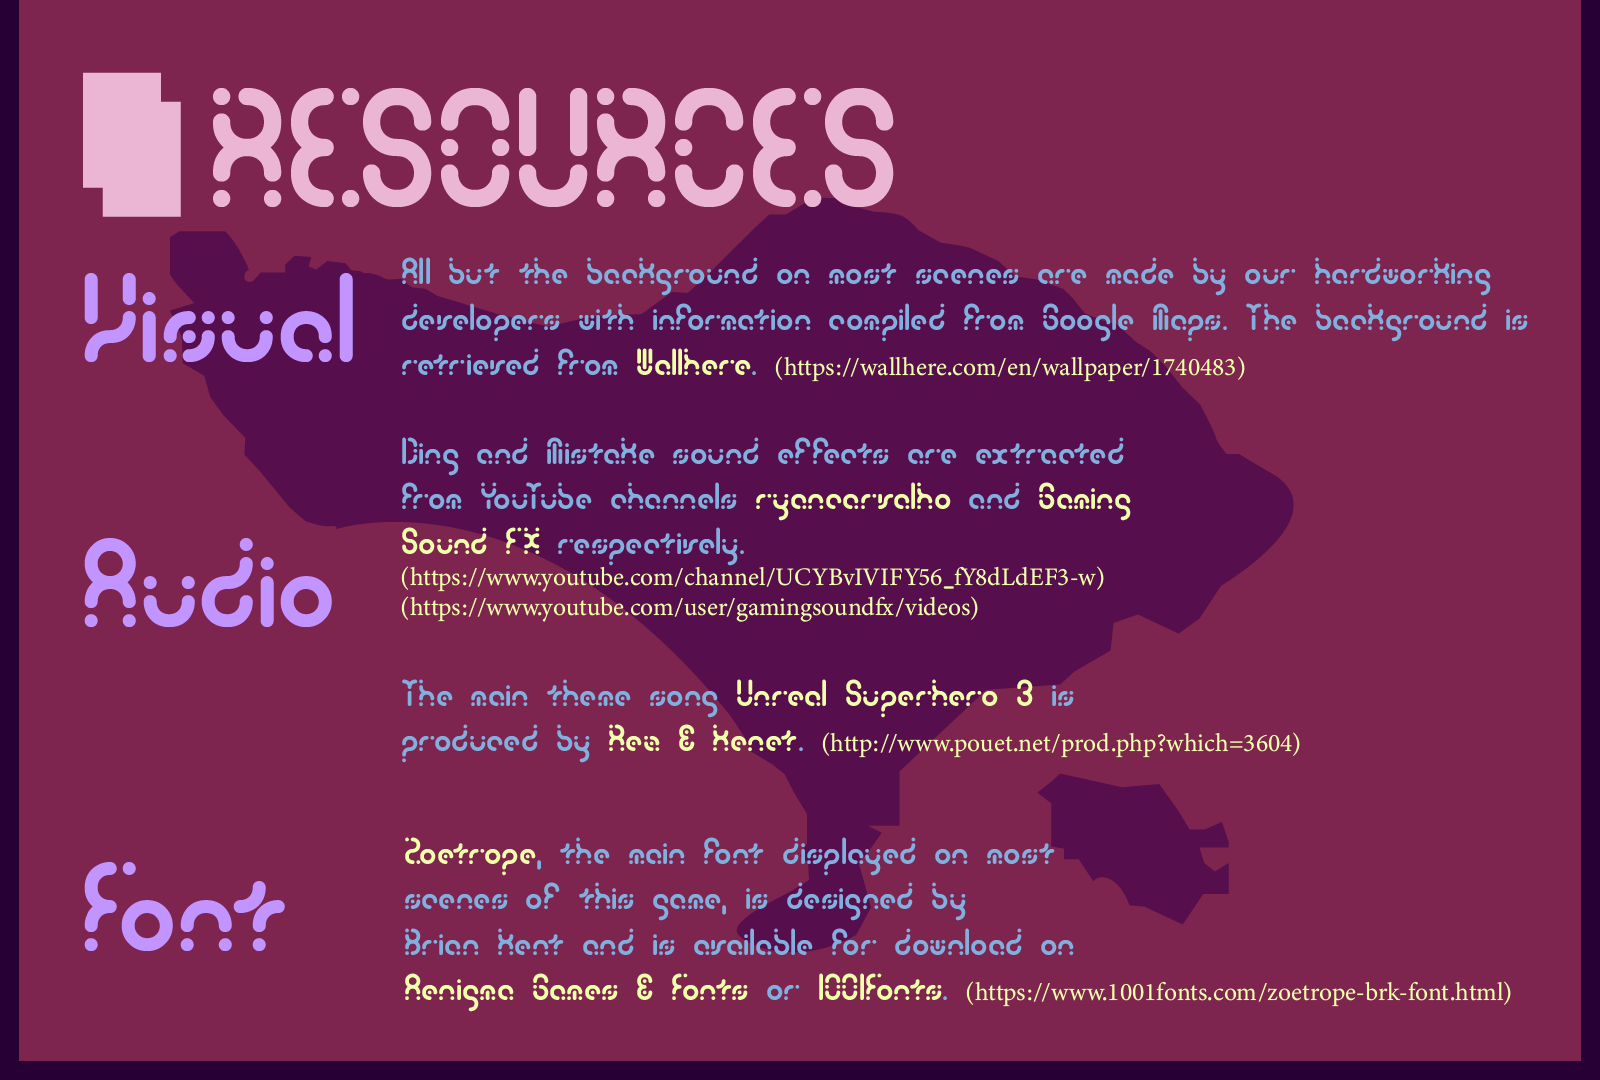 RESOURCES
Visual
All but the background on most scenes are made by our hardworking
developers with information compiled from Google Maps. The background is
retrieved from Wallhere. (https://wallhere.com/en/wallpaper/1740483)
Audio
Ding and Mistake sound effects are extracted
from YouTube channels ryancarvalho and Gaming
Sound FX respectively.
(https://www.youtube.com/channel/UCYBvIVIFY56_fY8dLdEF3-w)
(https://www.youtube.com/user/gamingsoundfx/videos)
The main theme song Unreal Superhero 3 is
produced by Rez & Kenet. (http://www.pouet.net/prod.php?which=3604)
Font
Zoetrope, the main font displayed on most
scenes of this game, is designed by
Brian Kent and is available for download on
Aenigma Games & Fonts or 1001Fonts. (https://www.1001fonts.com/zoetrope-brk-font.html)